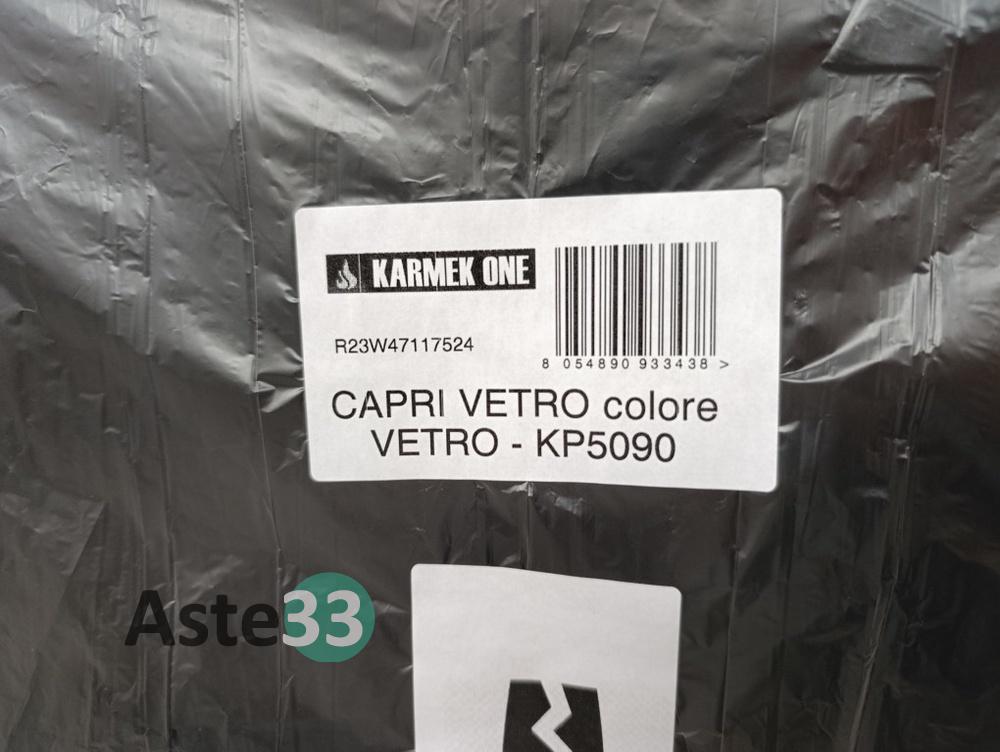 KARMEK ONE
8 054890 933438 >
R23W47117524
CAPRI VETRO colore
VETRO - KP5090
Aste33